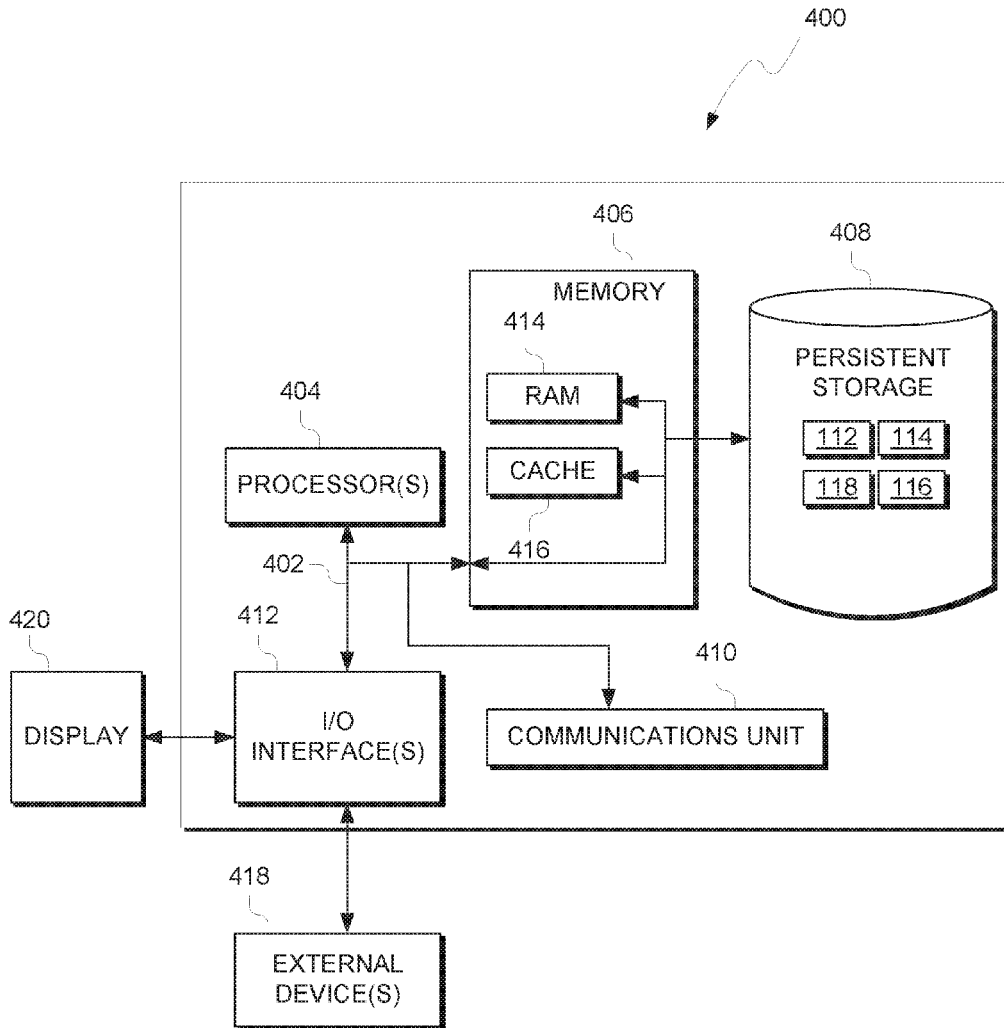 400
406
408
MEMORY
414
RAM
PERSISTENT
STORAGE
404
112 114
PROCESSOR(S)
CACHE
118 116
402
416
420
412
410
DISPLAY
I/O
INTERFACE(S)
COMMUNICATIONS UNIT
418
EXTERNAL
DEVICE(S)